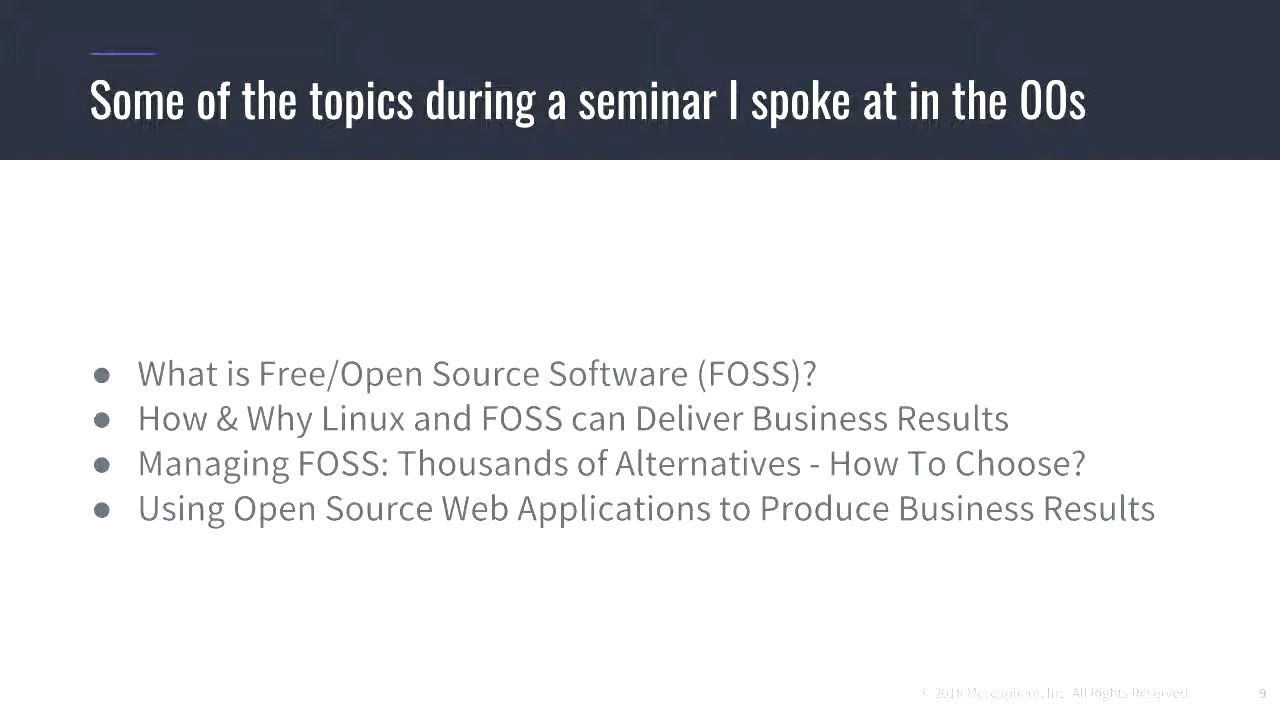 Some of the topics during a seminar I spoke at in the 00s
● What is Free/Open Source Software (FOSS)?
● How & Why Linux and FOSS can Deliver Business Results
● Managing FOSS: Thousands of Alternatives - How To Choose?
● Using Open Source Web Applications to Produce Business Results
© 2018 Mesosphere, Inc. All Rights Reserved.
9